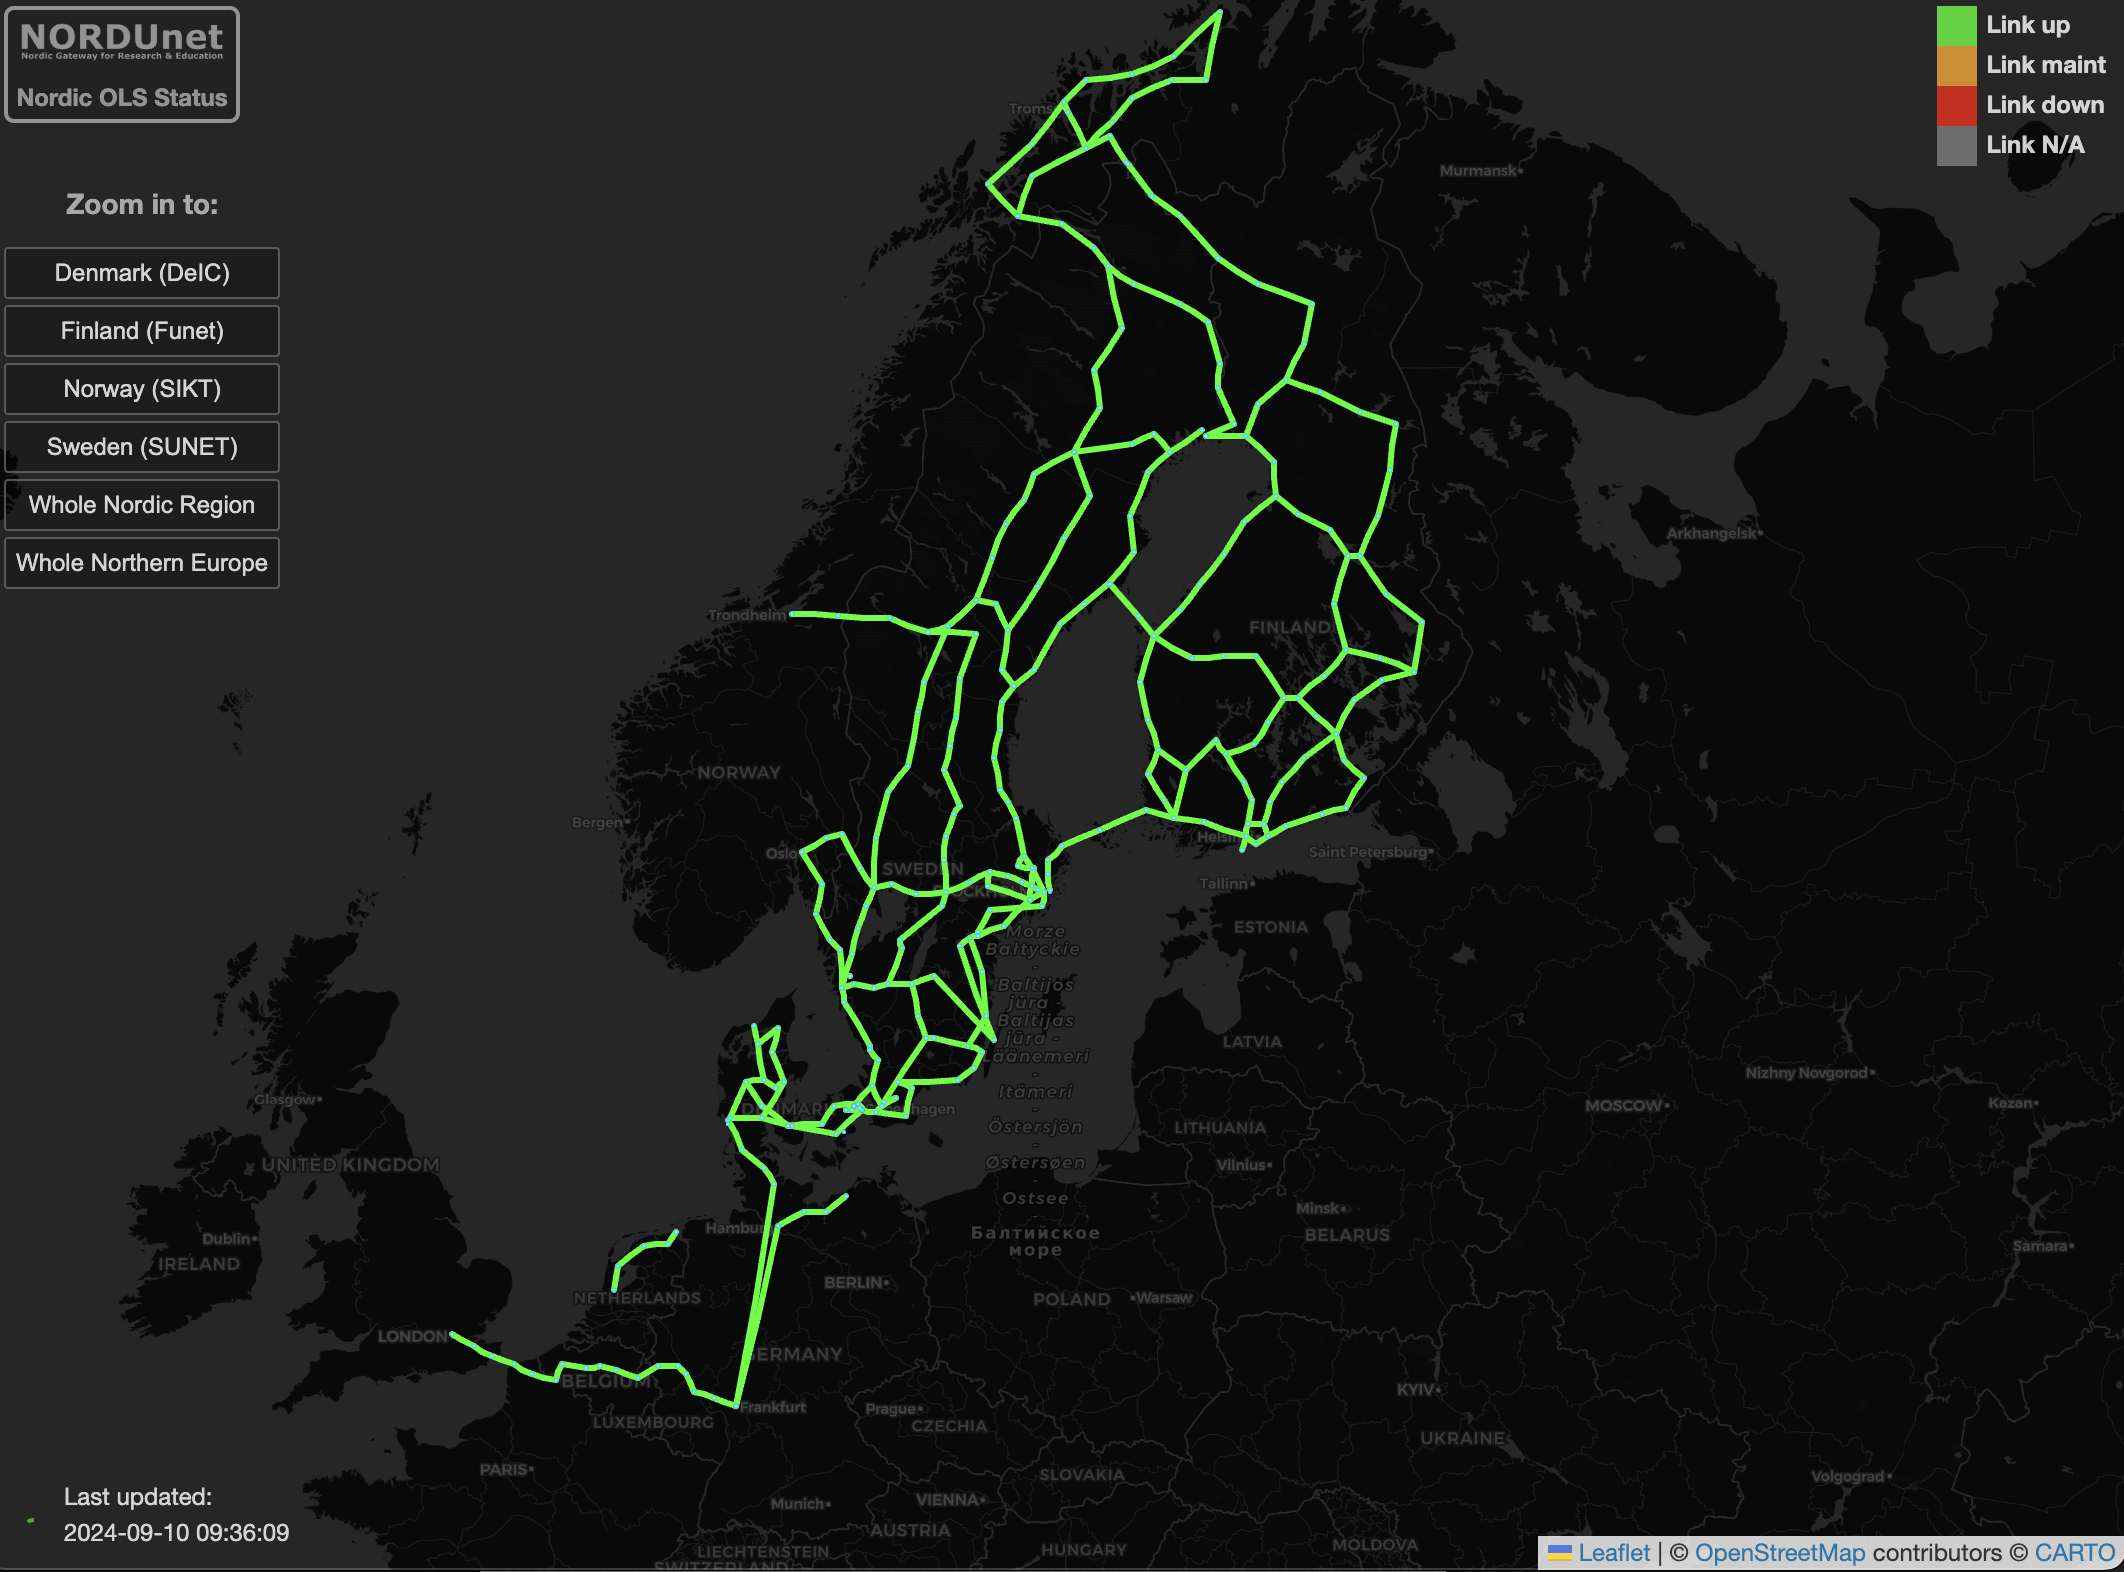 NORDUnet
Nordic Gateway for Research & Education
Nordic OLS Status
Link up
Link maint
Link down
Link N/A
Zoom in to:
Denmark (DeIC)
Finland (Funet)
Norway (SIKT)
Sweden (SUNET)
Whole Nordic Region
Whole Northern Europe
Murmansk
Arkhangelsk
Trondheim
FINLAND
NORWAY
Bergen
Oslo
SWEDEN
Saint Petersburg
Tallinn
ESTONIA
Morze
Bałtyckie
-
Baltijos
jūra -
Baltijas
jūra -
Läänemeri
-
Itämeri
-
Östersjön
-
Østersøen
-
Ostsee
-
Балтийское
море
LATVIA
Nizhny Novgorod
Glasgow
MOSCOW
Kazan
LITHUANIA
UNITED KINGDOM
Vilnius
Minsk
BELARUS
Dublin
IRELAND
Samara
BERLIN
NETHERLANDS
POLAND
Warsaw
LONDON
GERMANY
BELGIUM
KYIV
Frankfurt
Prague
LUXEMBOURG
CZECHIA
UKRAINE
PARIS
SLOVAKIA
Volgograd
Munich
VIENNA
AUSTRIA
LIECHTENSTEIN
HUNGARY
MOLDOVA
SWITZERLAND
Last updated:
2024-09-10 09:36:09
Leaflet | © OpenStreetMap contributors © CARTO